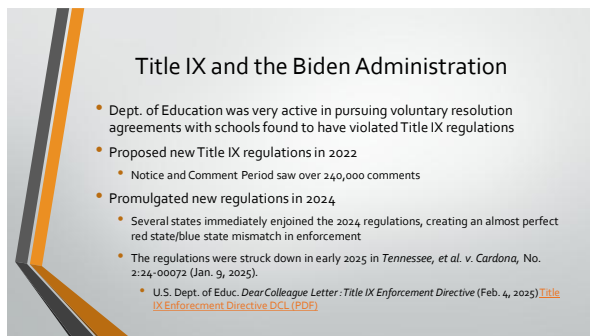 Title IX and the Biden Administration
• Dept. of Education was very active in pursuing voluntary resolution
agreements with schools found to have violated Title IX regulations
• Proposed new Title IX regulations in 2022
• Notice and Comment Period saw over 240,000 comments
• Promulgated new regulations in 2024
• Several states immediately enjoined the 2024 regulations, creating an almost perfect
red state/blue state mismatch in enforcement
• The regulations were struck down in early 2025 in Tennessee, et al. v. Cardona, No.
2:24-00072 (Jan. 9, 2025).
• U.S. Dept. of Educ. Dear Colleague Letter: Title IX Enforcement Directive (Feb. 4, 2025) Title
IX Enforecment Directive DCL (PDF)